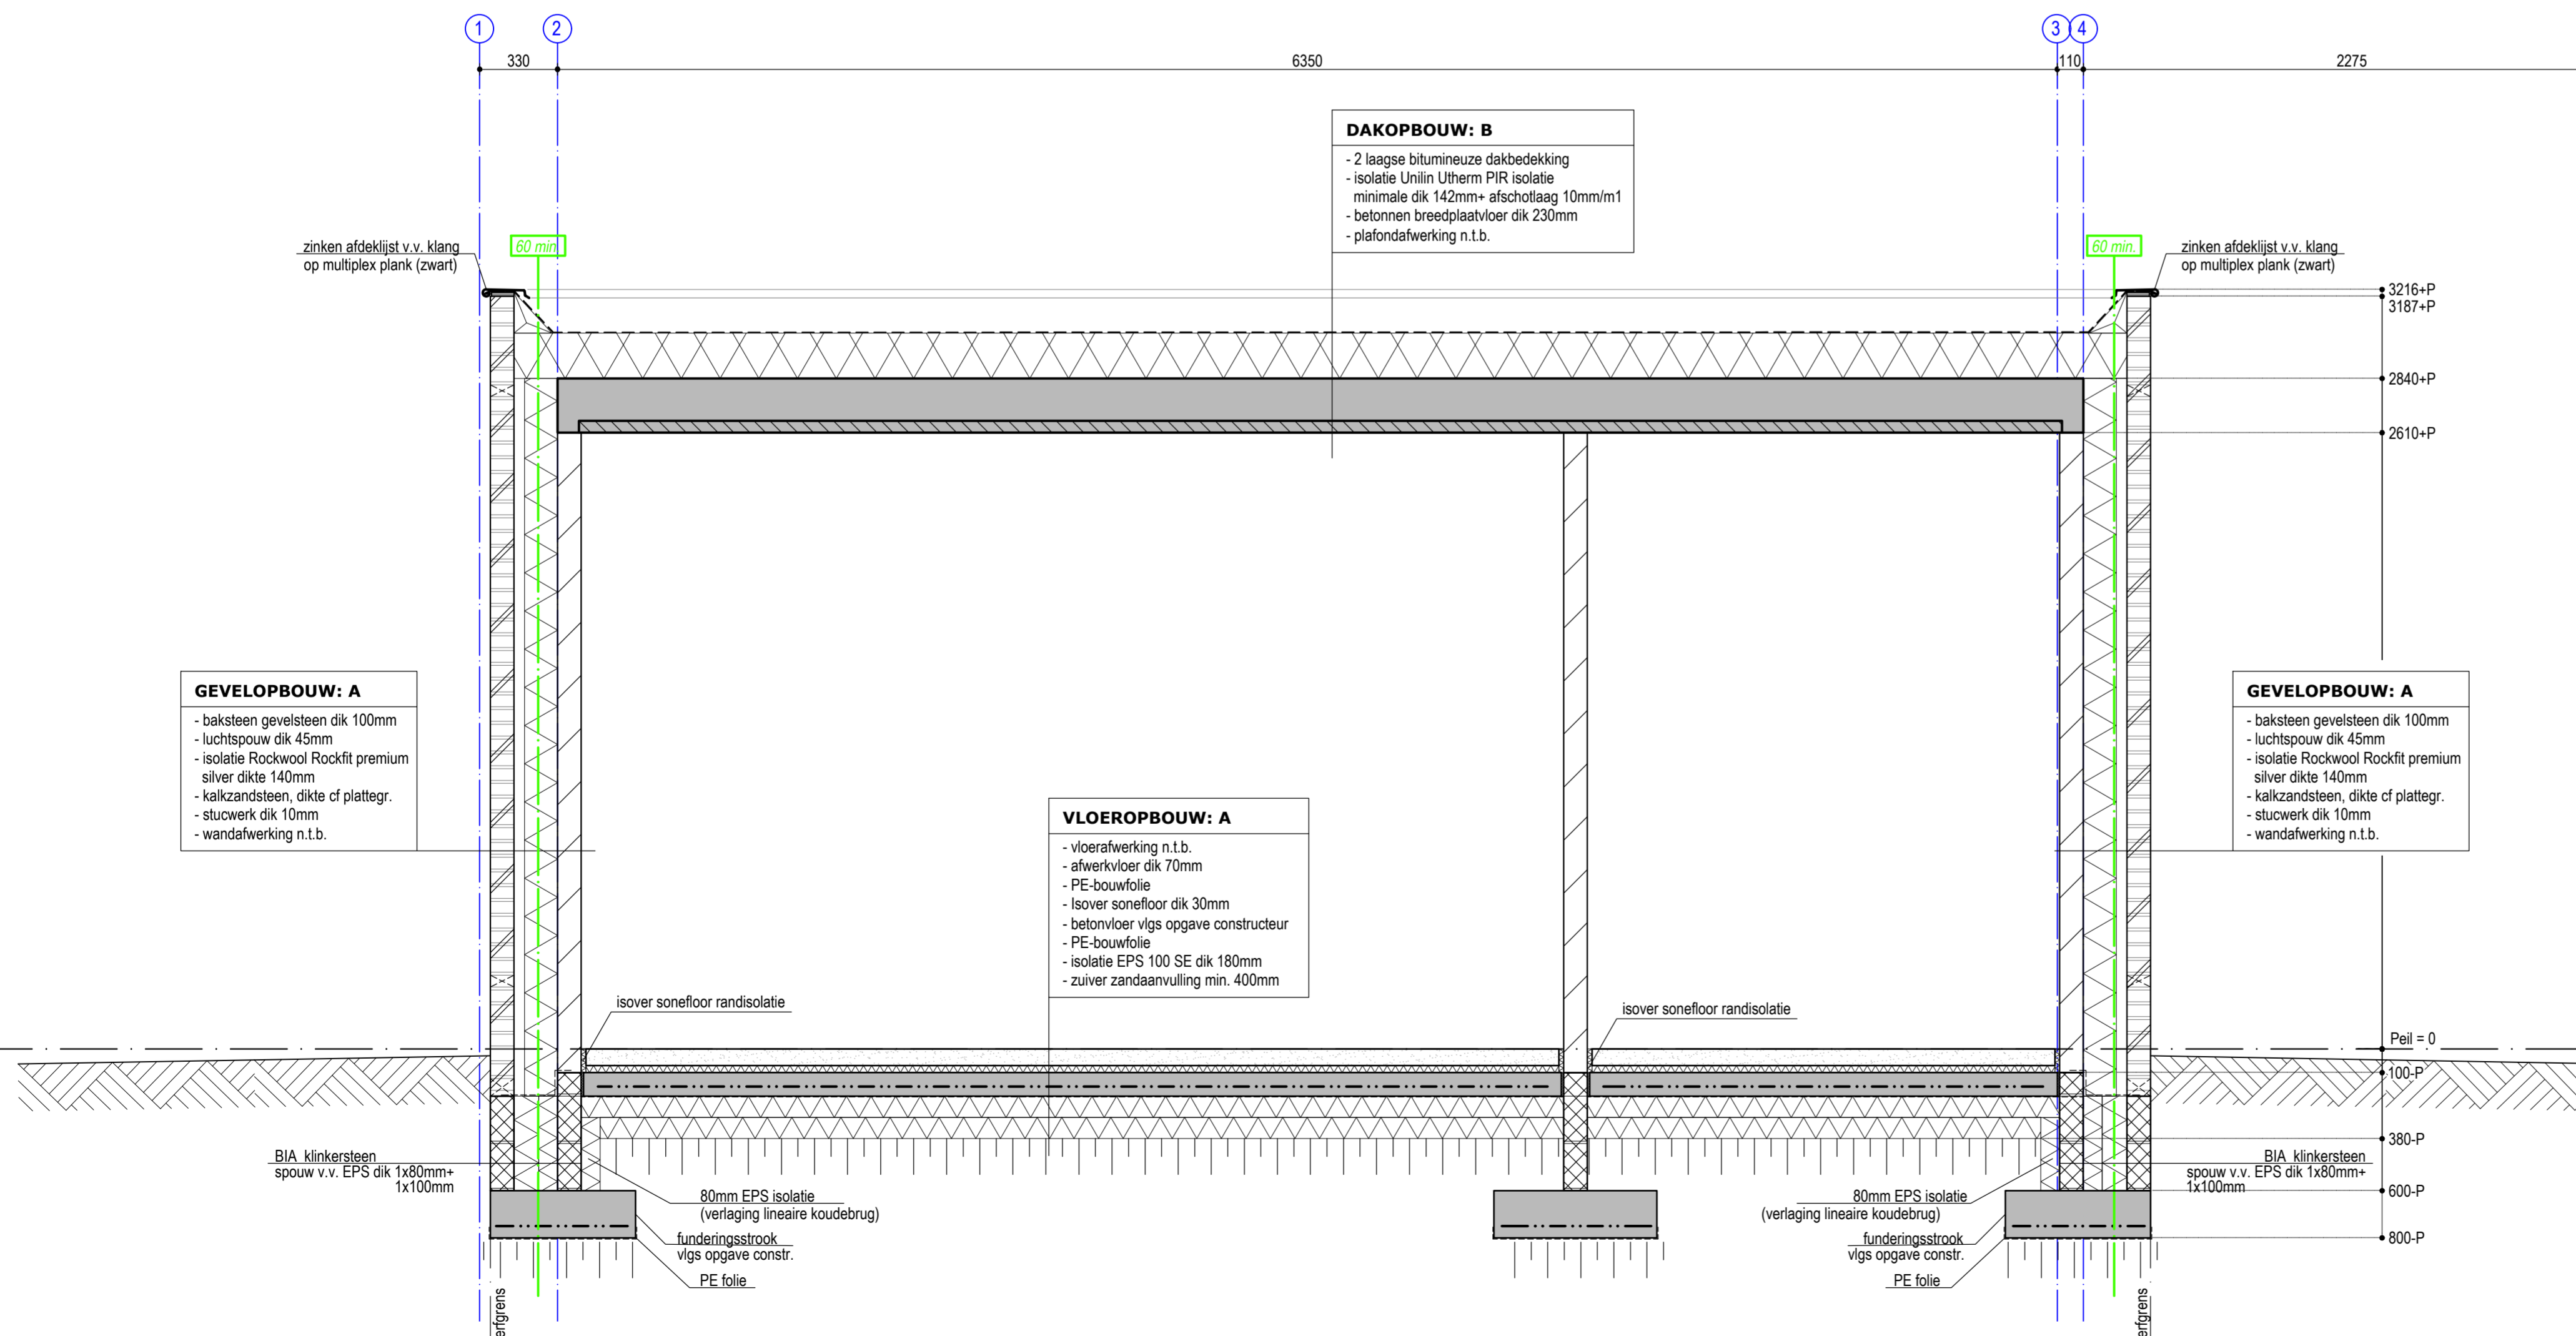 1
2
3
4
330
6350
110
2275
DAKOPBOUW: B
- 2 laagse bitumineuze dakbedekking
- isolatie Unilin Utherm PIR isolatie
minimale dik 142mm+ afschotlaag 10mm/m1
- betonnen breedplaatvloer dik 230mm
- plafondafwerking n.t.b.
zinken afdeklijst v.v. klang
op multiplex plank (zwart)
60 min.
60 min.
zinken afdeklijst v.v. klang
op multiplex plank (zwart)
3216+P
3187+P
2840+P
2610+P
GEVELOPBOUW: A
- baksteen gevelsteen dik 100mm
- luchtspouw dik 45mm
- isolatie Rockwool Rockfit premium
silver dikte 140mm
- kalkzandsteen, dikte cf plattegr.
- stucwerk dik 10mm
- wandafwerking n.t.b.
GEVELOPBOUW: A
- baksteen gevelsteen dik 100mm
- luchtspouw dik 45mm
- isolatie Rockwool Rockfit premium
silver dikte 140mm
- kalkzandsteen, dikte cf plattegr.
- stucwerk dik 10mm
- wandafwerking n.t.b.
VLOEROPBOUW: A
- vloerafwerking n.t.b.
- afwerkvloer dik 70mm
- PE-bouwfolie
- Isover sonefloor dik 30mm
- betonvloer vlgs opgave constructeur
- PE-bouwfolie
- isolatie EPS 100 SE dik 180mm
- zuiver zandaanvulling min. 400mm
isover sonefloor randisolatie
isover sonefloor randisolatie
Peil = 0
100-P
380-P
600-P
800-P
BIA klinkersteen
spouw v.v. EPS dik 1x80mm+
1x100mm
80mm EPS isolatie
(verlaging lineaire koudebrug)
funderingsstrook
vlgs opgave constr.
PE folie
BIA klinkersteen
spouw v.v. EPS dik 1x80mm+
1x100mm
80mm EPS isolatie
(verlaging lineaire koudebrug)
funderingsstrook
vlgs opgave constr.
PE folie
erfgrens
erfgrens